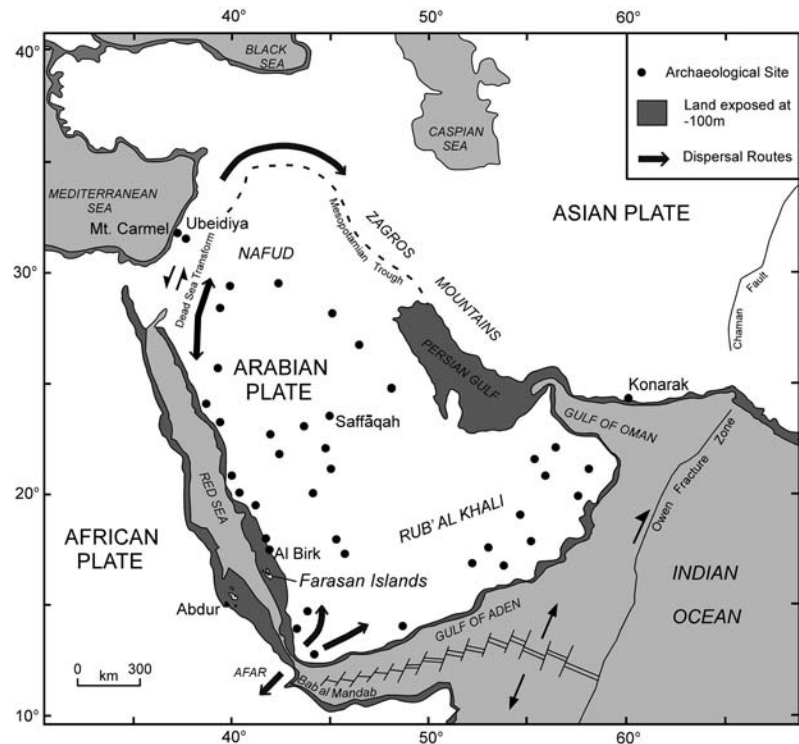 40°
50°
60°
40°
BLACK
SEA
CASPIAN
SEA
Archaeological Site
Land exposed at
-100m
Dispersal Routes
MEDITERRANEAN
SEA
Mt. Carmel
Ubeidiya
NAFUD
Dead Sea Transform
Mesopotamian
Trough
ZAGROS
MOUNTAINS
ASIAN PLATE
Chaman
Fault
30°
ARABIAN
PLATE
PERSIAN GULF
Konarak
GULF OF OMAN
Saffāqah
20°
RED SEA
AFRICAN
PLATE
RUB' AL KHALI
Owen Fracture Zone
Al Birk
Farasan Islands
Abdur
INDIAN
OCEAN
GULF OF ADEN
0 300
km
AFAR
Bab al Mandab
10°
40°
50°
60°